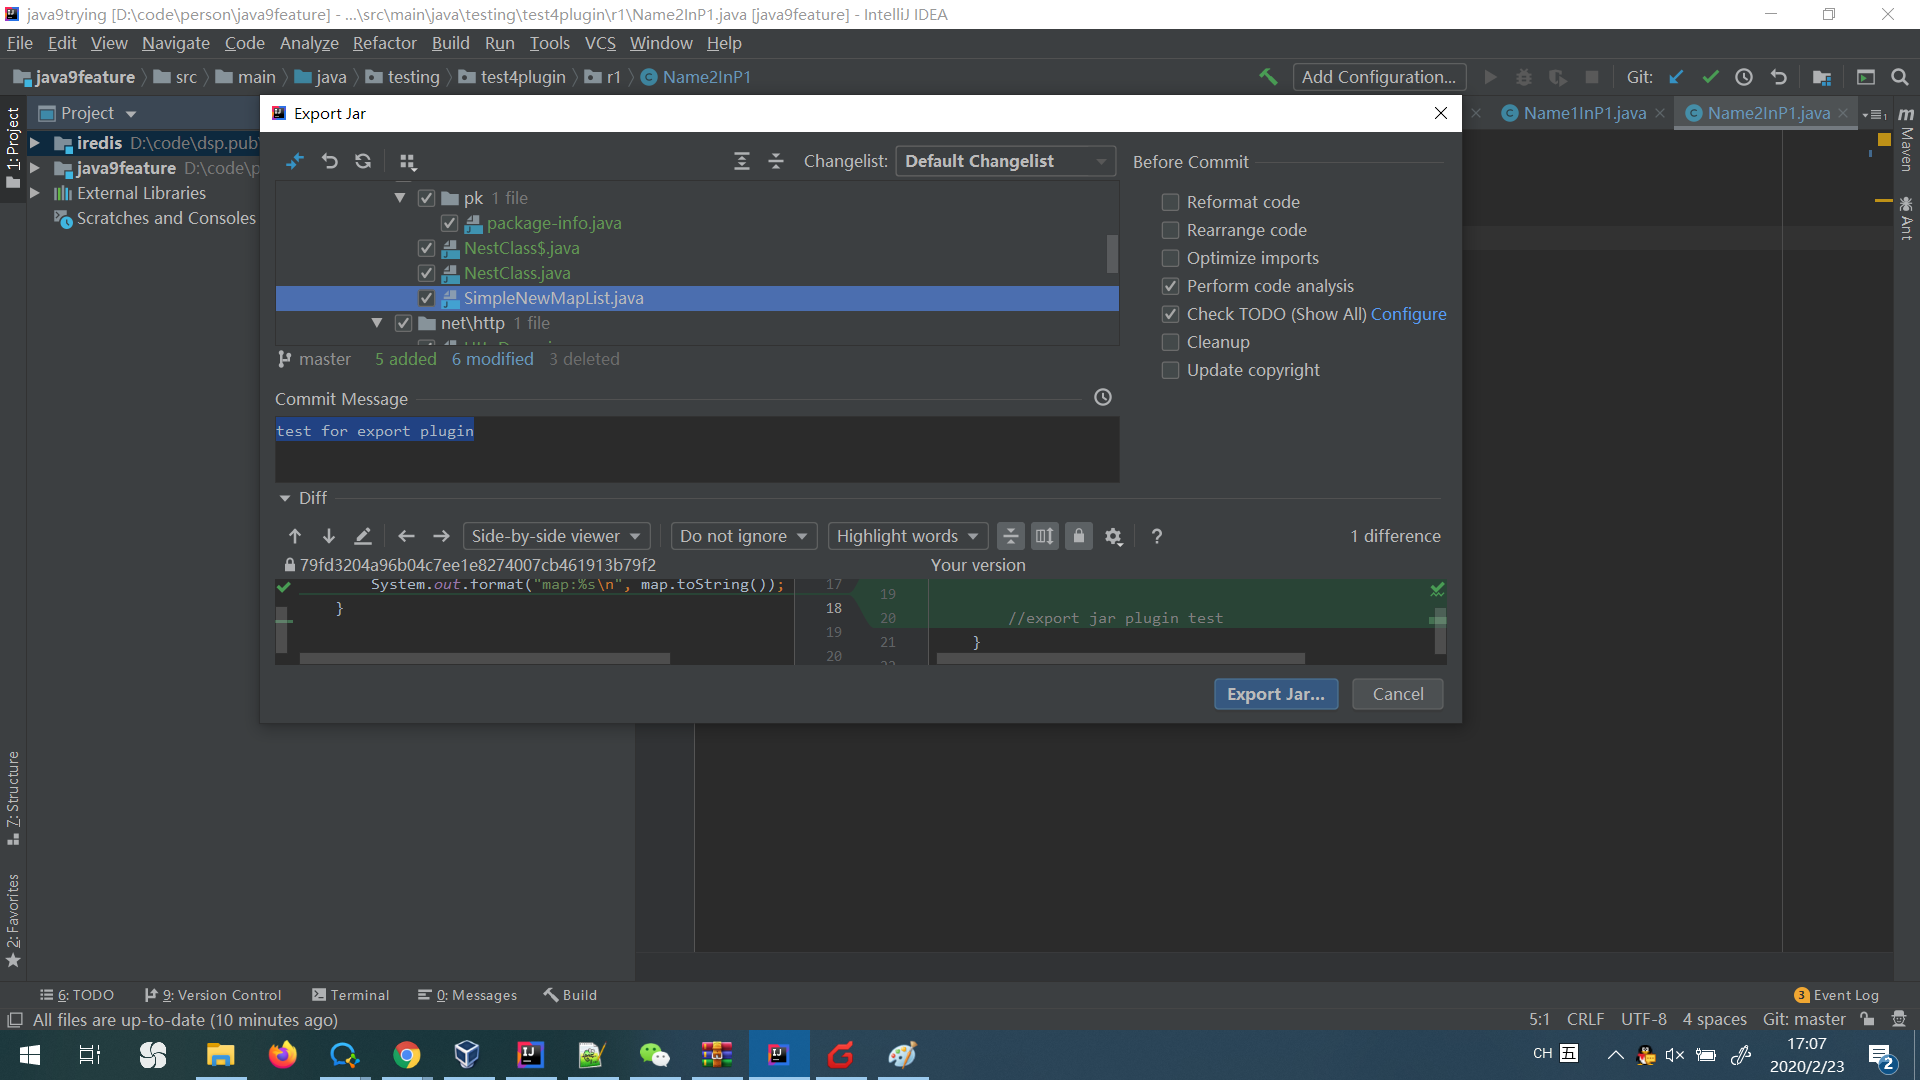 java9trying [D:\code\person\java9feature] - ...\src\main\java\testing\test4plugin\r1\Name2InP1.java [java9feature] - IntelliJ IDEA
File Edit View Navigate Code Analyze Refactor Build Run Tools VCS Window Help
java9feature src main java testing test4plugin r1 Name2InP1 Add Configuration... Git:
Project
Export Jar
Name1InP1.java Name2InP1.java
1: Project
Maven
Ant
iredis D:\code\dsp.pub
java9feature D:\code\p
External Libraries
Scratches and Consoles
Changelist: Default Changelist
pk 1 file
package-info.java
NestClass$.java
NestClass.java
SimpleNewMapList.java
net\http 1 file
master 5 added 6 modified 3 deleted
Before Commit
Reformat code
Rearrange code
Optimize imports
Perform code analysis
Check TODO (Show All) Configure
Cleanup
Update copyright
Commit Message
test for export plugin
Diff
Side-by-side viewer Do not ignore Highlight words ? 1 difference
79fd3204a96b04c7ee1e8274007cb461913b79f2 Your version
System.out.format("map:%s\n", map.toString()); 17 19
} 18 20 //export jar plugin test
19 21 }
20 22
Export Jar... Cancel
7: Structure
2: Favorites
6: TODO 9: Version Control Terminal 0: Messages Build 3 Event Log
All files are up-to-date (10 minutes ago) 5:1 CRLF UTF-8 4 spaces Git: master
CH 五 17:07
2020/2/23 2